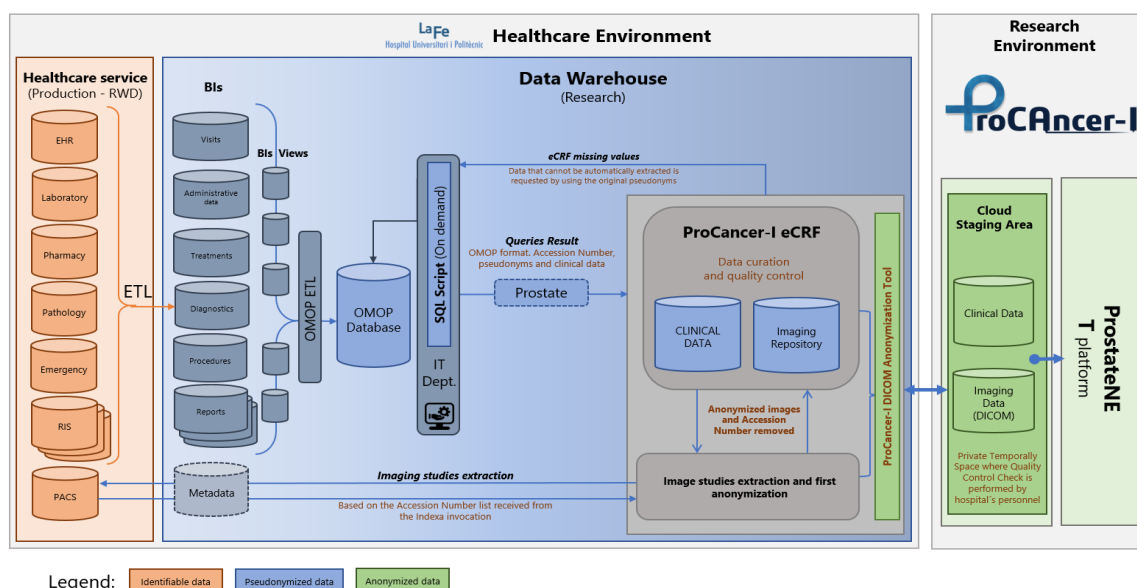 LaFe
Hospital Universitari i Politècnic
Healthcare Environment
Research
Environment
ProCAncer-I
Healthcare service
(Production - RWD)
EHR
Laboratory
Pharmacy
Pathology
Emergency
RIS
PACS
ETL
Data Warehouse
(Research)
BIs
Visits
Administrative
data
Treatments
Diagnostics
Procedures
Reports
Metadata
BIs Views
OMOP ETL
OMOP
Database
SQL Script (On demand)
IT
Dept.
eCRF missing values
Data that cannot be automatically extracted is
requested by using the original pseudonyms
Queries Result
OMOP format. Accession Number,
pseudonyms and clinical data
Prostate
ProCancer-I eCRF
Data curation
and quality control
CLINICAL
DATA
Imaging
Repository
Anonymized images
and Accession
Number removed
Image studies extraction and first
anonymization
Imaging studies extraction
Based on the Accession Number list received from
the Indexa invocation
ProCancer-I DICOM Anonymization Tool
Cloud
Staging Area
Clinical Data
Imaging
Data
(DICOM)
Private Temporally
Space where Quality
Control Check is
performed by
hospital´s personnel
ProstateNE
T platform
Legend:
Identifiable data
Pseudonymized data
Anonymized data